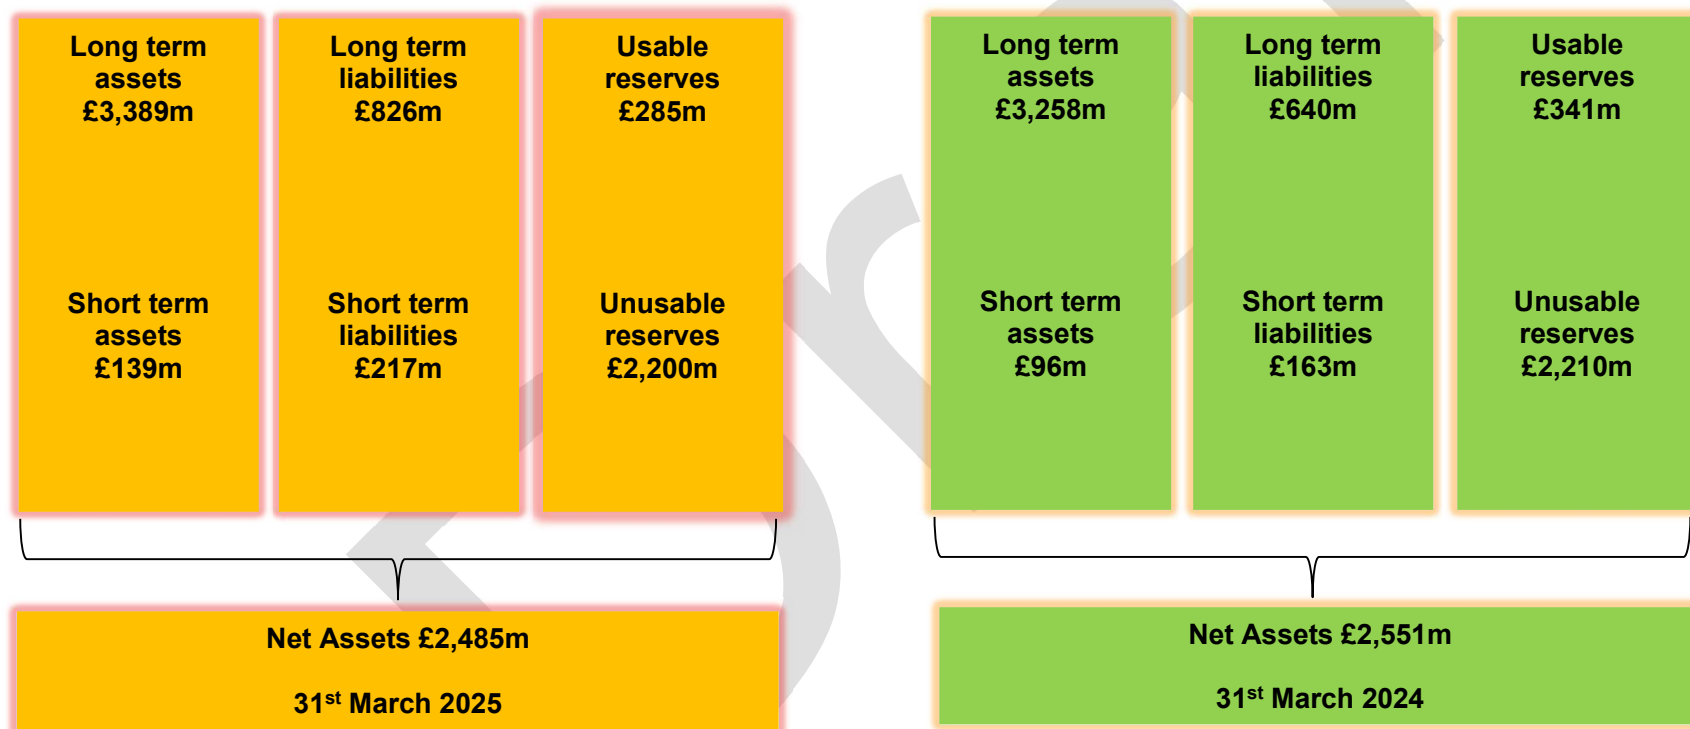 Long term
assets
£3,389m
Short term
assets
£139m
Long term
liabilities
£826m
Short term
liabilities
£217m
Usable
reserves
£285m
Unusable
reserves
£2,200m
Net Assets £2,485m
31st March 2025
Long term
assets
£3,258m
Short term
assets
£96m
Long term
liabilities
£640m
Short term
liabilities
£163m
Usable
reserves
£341m
Unusable
reserves
£2,210m
Net Assets £2,551m
31st March 2024